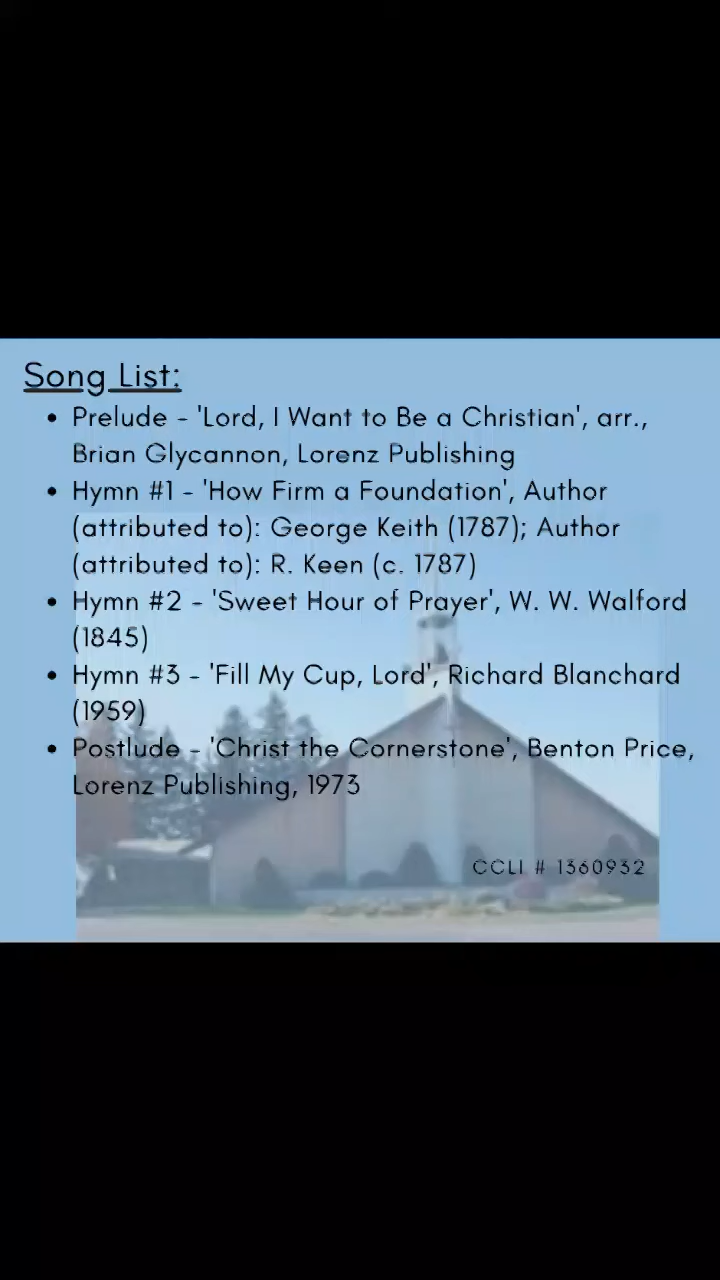 Song List:
• Prelude - 'Lord, I Want to Be a Christian', arr.,
Brian Glycannon, Lorenz Publishing
• Hymn #1 - 'How Firm a Foundation', Author
(attributed to): George Keith (1787); Author
(attributed to): R. Keen (c. 1787)
• Hymn #2 - 'Sweet Hour of Prayer', W. W. Walford
(1845)
• Hymn #3 - 'Fill My Cup, Lord', Richard Blanchard
(1959)
• Postlude - 'Christ the Cornerstone', Benton Price,
Lorenz Publishing, 1973
CCLI # 1360932